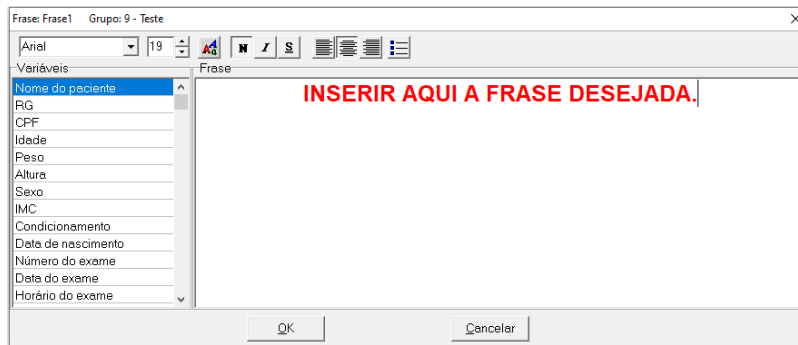 Frase: Frase1 Grupo: 9 - Teste
Arial 19 N I S
Variáveis
Frase
Nome do paciente
RG
CPF
Idade
Peso
Altura
Sexo
IMC
Condicionamento
Data de nascimento
Número do exame
Data do exame
Horário do exame
INSERIR AQUI A FRASE DESEJADA.
OK Cancelar